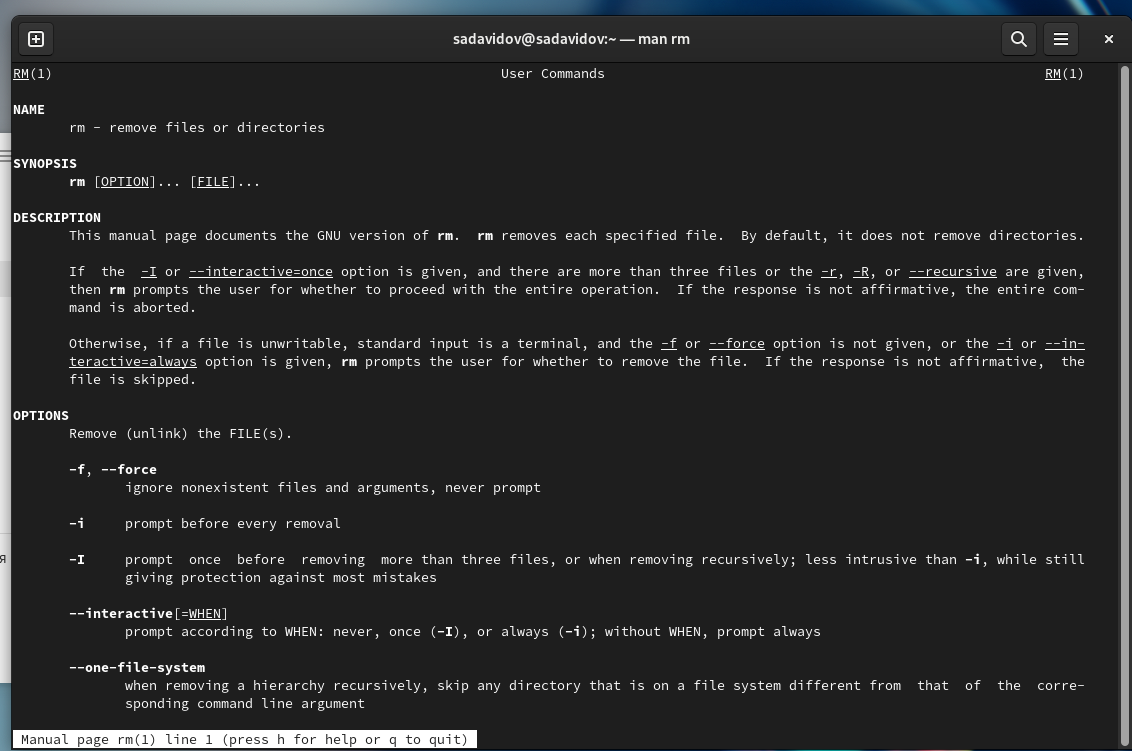 sadavidov@sadavidov:~ — man rm
RM(1) User Commands RM(1)
NAME
rm - remove files or directories
SYNOPSIS
rm [OPTION]... [FILE]...
DESCRIPTION
This manual page documents the GNU version of rm.  rm removes each specified file.  By default, it does not remove directories.
If  the  -I or --interactive=once option is given, and there are more than three files or the -r, -R, or --recursive are given,
then rm prompts the user for whether to proceed with the entire operation.  If the response is not affirmative, the entire com-
mand is aborted.
Otherwise, if a file is unwritable, standard input is a terminal, and the -f or --force option is not given, or the -i or --in-
teractive=always option is given, rm prompts the user for whether to remove the file.  If the response is not affirmative,  the
file is skipped.
OPTIONS
Remove (unlink) the FILE(s).
-f, --force
ignore nonexistent files and arguments, never prompt
-i     prompt before every removal
-I     prompt  once  before  removing  more than three files, or when removing recursively; less intrusive than -i, while still
giving protection against most mistakes
--interactive[=WHEN]
prompt according to WHEN: never, once (-I), or always (-i); without WHEN, prompt always
--one-file-system
when removing a hierarchy recursively, skip any directory that is on a file system different from  that  of  the  corre-
sponding command line argument
Manual page rm(1) line 1 (press h for help or q to quit)
я